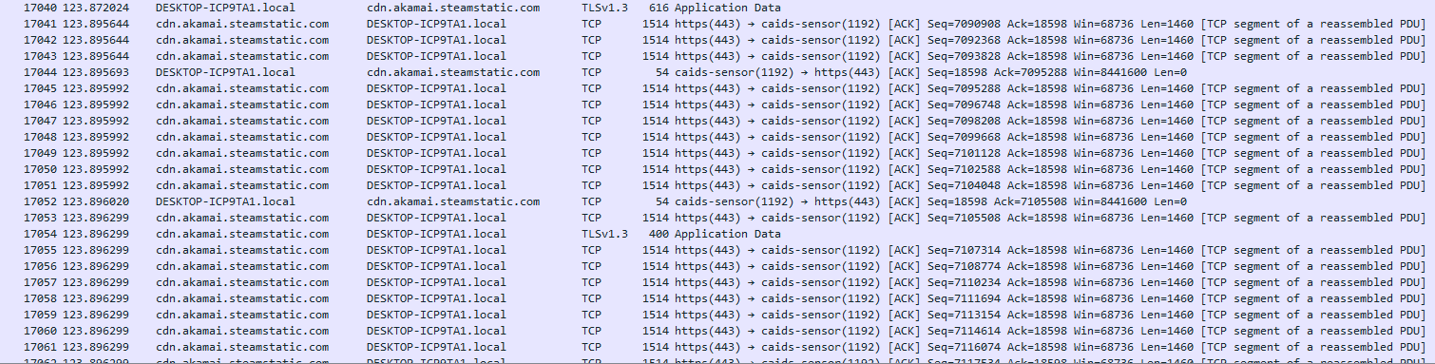 17040 123.872024 DESKTOP-ICP9TA1.local cdn.akamai.steamstatic.com TLSv1.3 616 Application Data
17041 123.895644 cdn.akamai.steamstatic.com DESKTOP-ICP9TA1.local TCP 1514 https(443) → caids-sensor(1192) [ACK] Seq=7090908 Ack=18598 Win=68736 Len=1460 [TCP segment of a reassembled PDU]
17042 123.895644 cdn.akamai.steamstatic.com DESKTOP-ICP9TA1.local TCP 1514 https(443) → caids-sensor(1192) [ACK] Seq=7092368 Ack=18598 Win=68736 Len=1460 [TCP segment of a reassembled PDU]
17043 123.895644 cdn.akamai.steamstatic.com DESKTOP-ICP9TA1.local TCP 1514 https(443) → caids-sensor(1192) [ACK] Seq=7093828 Ack=18598 Win=68736 Len=1460 [TCP segment of a reassembled PDU]
17044 123.895693 DESKTOP-ICP9TA1.local cdn.akamai.steamstatic.com TCP 54 caids-sensor(1192) → https(443) [ACK] Seq=18598 Ack=7095288 Win=8441600 Len=0
17045 123.895992 cdn.akamai.steamstatic.com DESKTOP-ICP9TA1.local TCP 1514 https(443) → caids-sensor(1192) [ACK] Seq=7095288 Ack=18598 Win=68736 Len=1460 [TCP segment of a reassembled PDU]
17046 123.895992 cdn.akamai.steamstatic.com DESKTOP-ICP9TA1.local TCP 1514 https(443) → caids-sensor(1192) [ACK] Seq=7096748 Ack=18598 Win=68736 Len=1460 [TCP segment of a reassembled PDU]
17047 123.895992 cdn.akamai.steamstatic.com DESKTOP-ICP9TA1.local TCP 1514 https(443) → caids-sensor(1192) [ACK] Seq=7098208 Ack=18598 Win=68736 Len=1460 [TCP segment of a reassembled PDU]
17048 123.895992 cdn.akamai.steamstatic.com DESKTOP-ICP9TA1.local TCP 1514 https(443) → caids-sensor(1192) [ACK] Seq=7099668 Ack=18598 Win=68736 Len=1460 [TCP segment of a reassembled PDU]
17049 123.895992 cdn.akamai.steamstatic.com DESKTOP-ICP9TA1.local TCP 1514 https(443) → caids-sensor(1192) [ACK] Seq=7101128 Ack=18598 Win=68736 Len=1460 [TCP segment of a reassembled PDU]
17050 123.895992 cdn.akamai.steamstatic.com DESKTOP-ICP9TA1.local TCP 1514 https(443) → caids-sensor(1192) [ACK] Seq=7102588 Ack=18598 Win=68736 Len=1460 [TCP segment of a reassembled PDU]
17051 123.895992 cdn.akamai.steamstatic.com DESKTOP-ICP9TA1.local TCP 1514 https(443) → caids-sensor(1192) [ACK] Seq=7104048 Ack=18598 Win=68736 Len=1460 [TCP segment of a reassembled PDU]
17052 123.896020 DESKTOP-ICP9TA1.local cdn.akamai.steamstatic.com TCP 54 caids-sensor(1192) → https(443) [ACK] Seq=18598 Ack=7105508 Win=8441600 Len=0
17053 123.896299 cdn.akamai.steamstatic.com DESKTOP-ICP9TA1.local TCP 1514 https(443) → caids-sensor(1192) [ACK] Seq=7105508 Ack=18598 Win=68736 Len=1460 [TCP segment of a reassembled PDU]
17054 123.896299 cdn.akamai.steamstatic.com DESKTOP-ICP9TA1.local TLSv1.3 400 Application Data
17055 123.896299 cdn.akamai.steamstatic.com DESKTOP-ICP9TA1.local TCP 1514 https(443) → caids-sensor(1192) [ACK] Seq=7107314 Ack=18598 Win=68736 Len=1460 [TCP segment of a reassembled PDU]
17056 123.896299 cdn.akamai.steamstatic.com DESKTOP-ICP9TA1.local TCP 1514 https(443) → caids-sensor(1192) [ACK] Seq=7108774 Ack=18598 Win=68736 Len=1460 [TCP segment of a reassembled PDU]
17057 123.896299 cdn.akamai.steamstatic.com DESKTOP-ICP9TA1.local TCP 1514 https(443) → caids-sensor(1192) [ACK] Seq=7110234 Ack=18598 Win=68736 Len=1460 [TCP segment of a reassembled PDU]
17058 123.896299 cdn.akamai.steamstatic.com DESKTOP-ICP9TA1.local TCP 1514 https(443) → caids-sensor(1192) [ACK] Seq=7111694 Ack=18598 Win=68736 Len=1460 [TCP segment of a reassembled PDU]
17059 123.896299 cdn.akamai.steamstatic.com DESKTOP-ICP9TA1.local TCP 1514 https(443) → caids-sensor(1192) [ACK] Seq=7113154 Ack=18598 Win=68736 Len=1460 [TCP segment of a reassembled PDU]
17060 123.896299 cdn.akamai.steamstatic.com DESKTOP-ICP9TA1.local TCP 1514 https(443) → caids-sensor(1192) [ACK] Seq=7114614 Ack=18598 Win=68736 Len=1460 [TCP segment of a reassembled PDU]
17061 123.896299 cdn.akamai.steamstatic.com DESKTOP-ICP9TA1.local TCP 1514 https(443) → caids-sensor(1192) [ACK] Seq=7116074 Ack=18598 Win=68736 Len=1460 [TCP segment of a reassembled PDU]